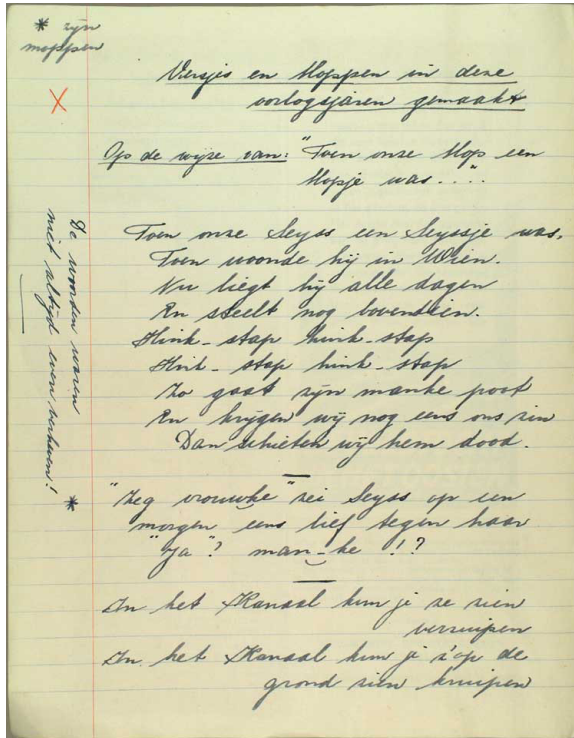 * zijn
moppen
Versjes en Moppen in deze
oorlogsjaren gemaakt
Op de wijze van: "Toen onze Mop een
Mopje was...."
Toen onze Seyss een Seyssje was.
Toen woonde hij in Wien.
Nu liegt hij alle dagen
En steelt nog bovendien.
Hink-stap hink-stap
Hink-stap hink-stap
Zo gaat zijn manke poot
En krijgen wij nog eens ons zin
Dan schieten wij hem dood.
"Zeg vrouwke" zei Seyss op een
morgen eens lief tegen haar *
"Ja"? man-ke !?
In het Kanaal kun je ze zien
verzuipen
In het Kanaal kun je z'op de
grond zien kruipen
De woorden waren
niet altijd even verheven!